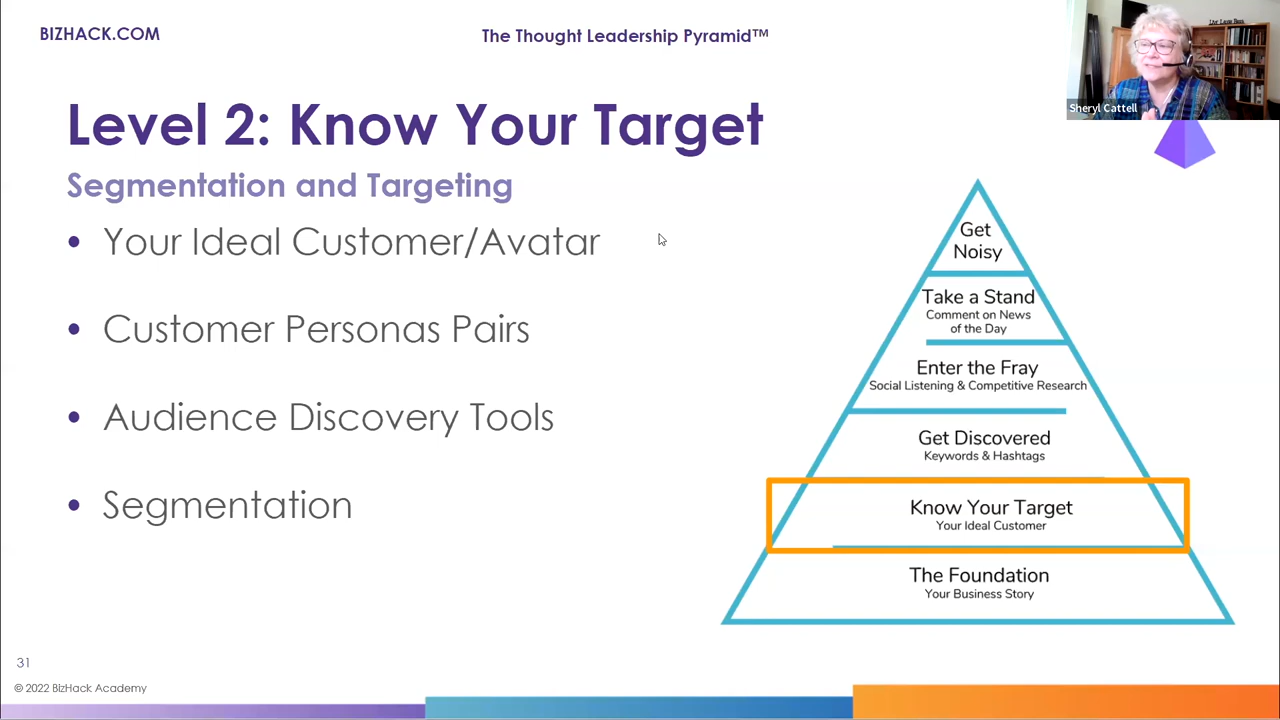 BIZHACK.COM
The Thought Leadership Pyramid™
Live Laugh Bess
Sheryl Cattell
Level 2: Know Your Target
Segmentation and Targeting
• Your Ideal Customer/Avatar
• Customer Personas Pairs
• Audience Discovery Tools
• Segmentation
Get
Noisy
Take a Stand
Comment on News
of the Day
Enter the Fray
Social Listening & Competitive Research
Get Discovered
Keywords & Hashtags
Know Your Target
Your Ideal Customer
The Foundation
Your Business Story
31
© 2022 BizHack Academy